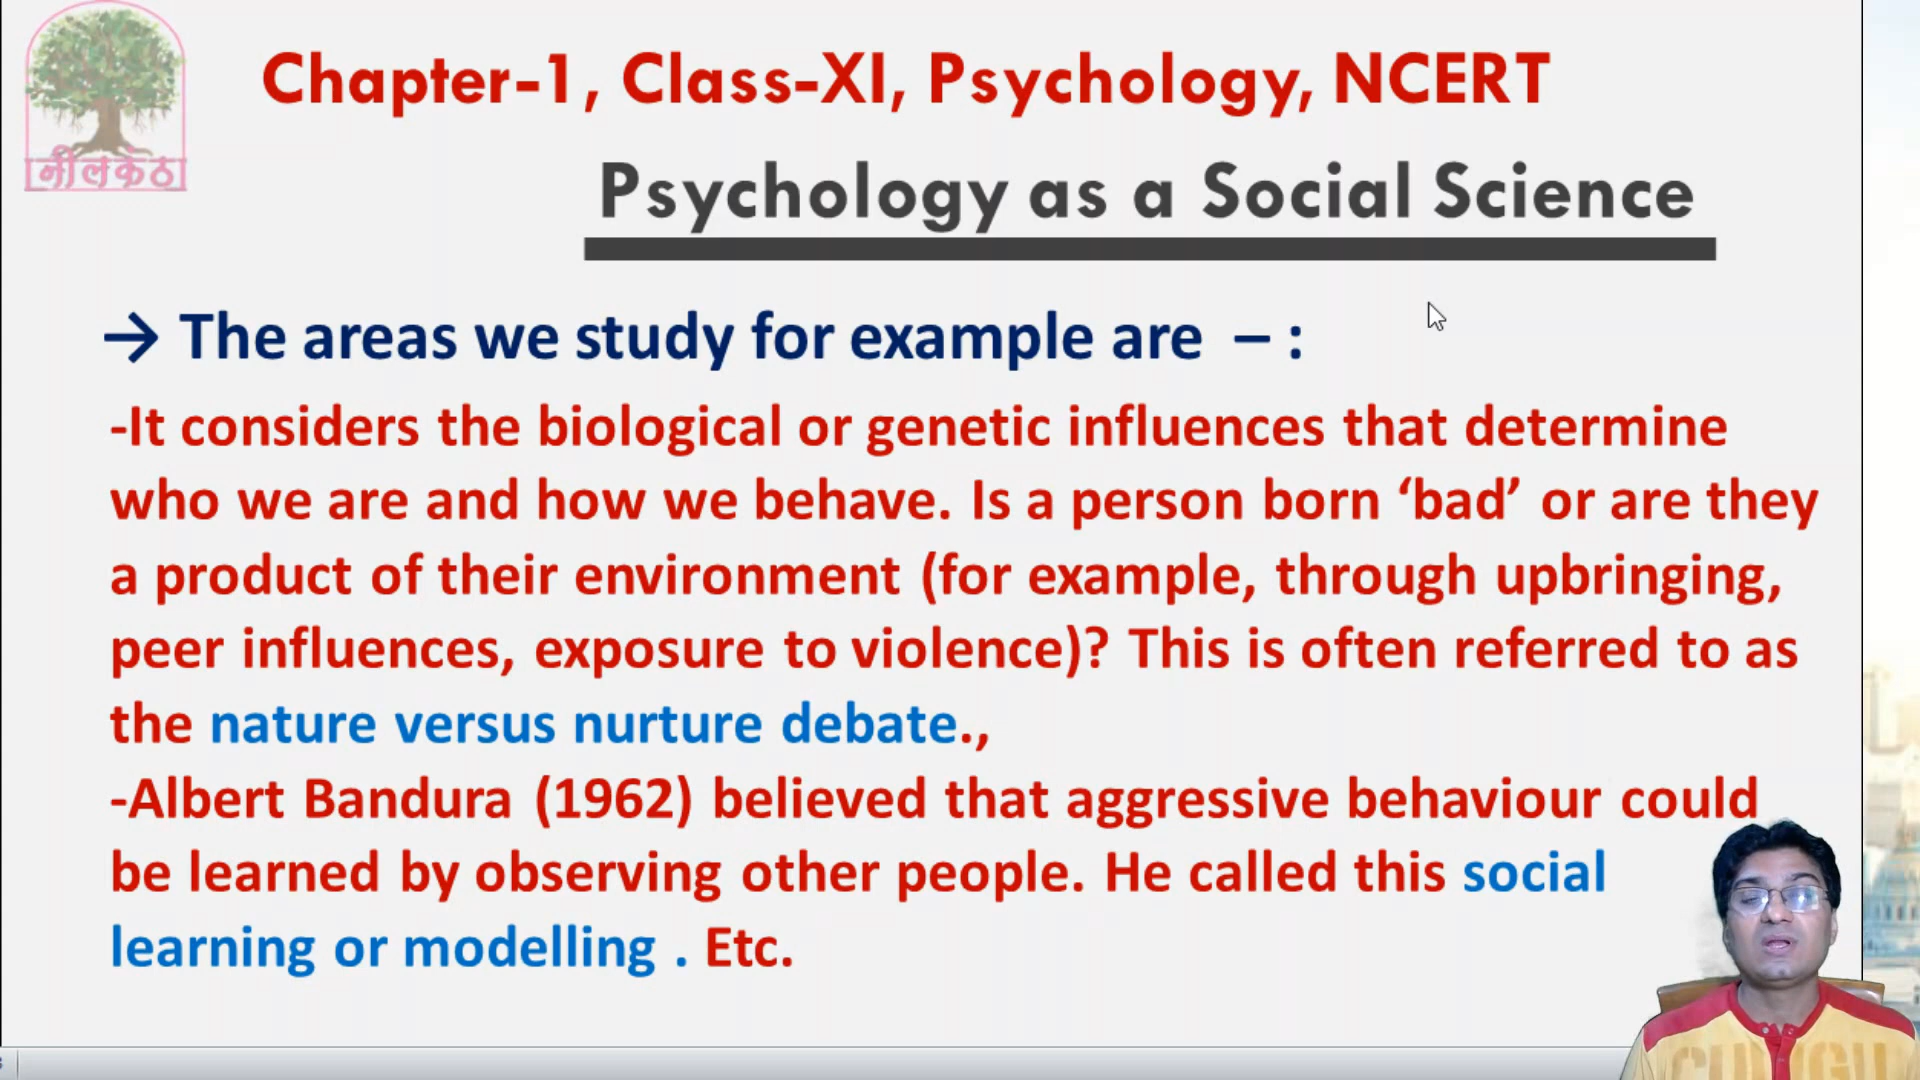 नीलकंठ
Chapter-1, Class-XI, Psychology, NCERT
Psychology as a Social Science
→ The areas we study for example are – :
-It considers the biological or genetic influences that determine
who we are and how we behave. Is a person born ‘bad’ or are they
a product of their environment (for example, through upbringing,
peer influences, exposure to violence)? This is often referred to as
the nature versus nurture debate.,
-Albert Bandura (1962) believed that aggressive behaviour could
be learned by observing other people. He called this social
learning or modelling . Etc.